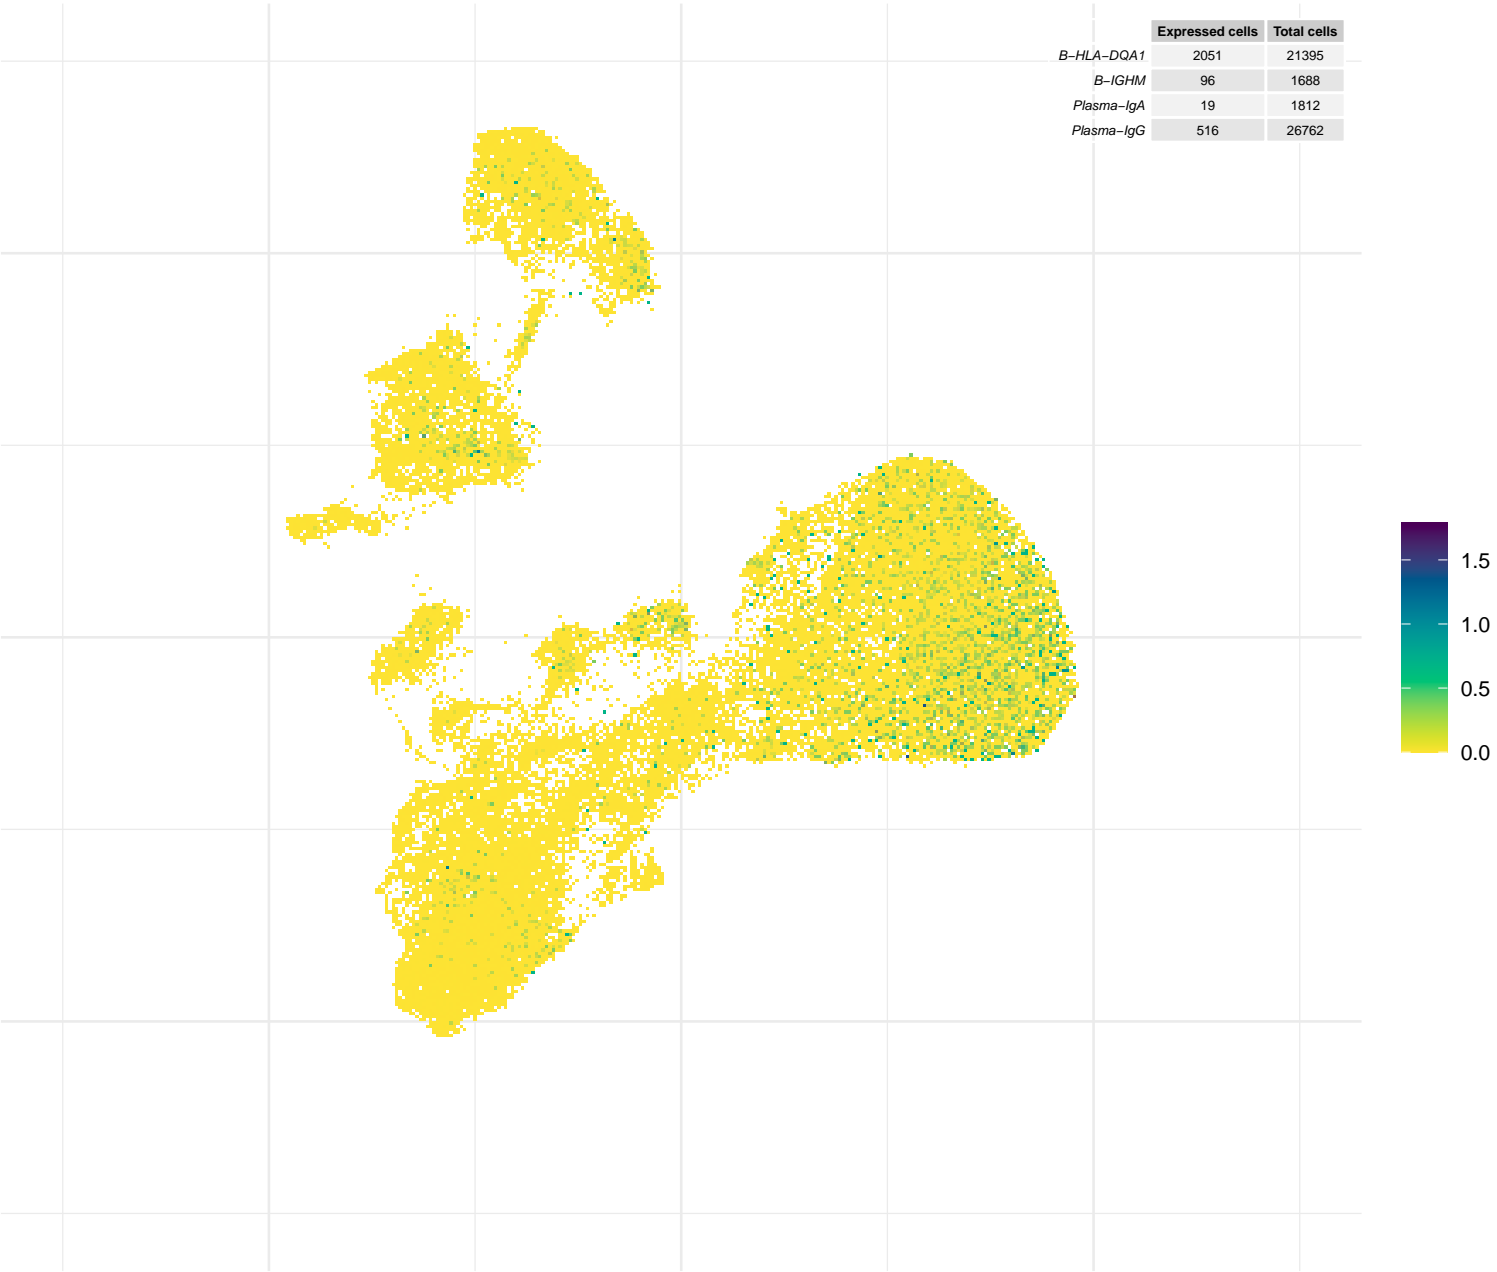 Expressed cells Total cells
B−HLA−DQA1 2051 21395
B−IGHM 96 1688
Plasma−IgA 19 1812
Plasma−IgG 516 26762
1.5
1.0
0.5
0.0